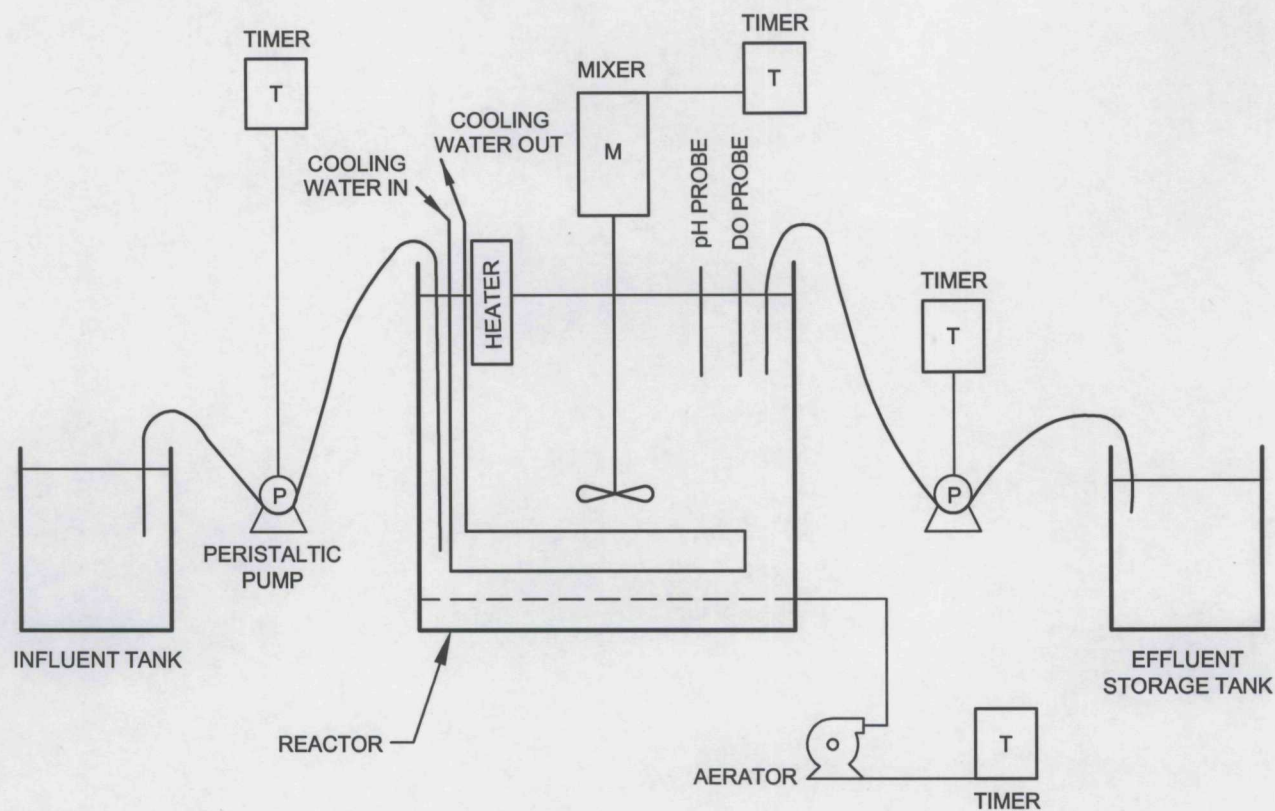 TIMER
T
TIMER
T
MIXER
M
COOLING
WATER OUT
COOLING
WATER IN
pH PROBE
DO PROBE
HEATER
TIMER
T
P
PERISTALTIC
PUMP
P
INFLUENT TANK
EFFLUENT
STORAGE TANK
REACTOR
AERATOR
T
TIMER